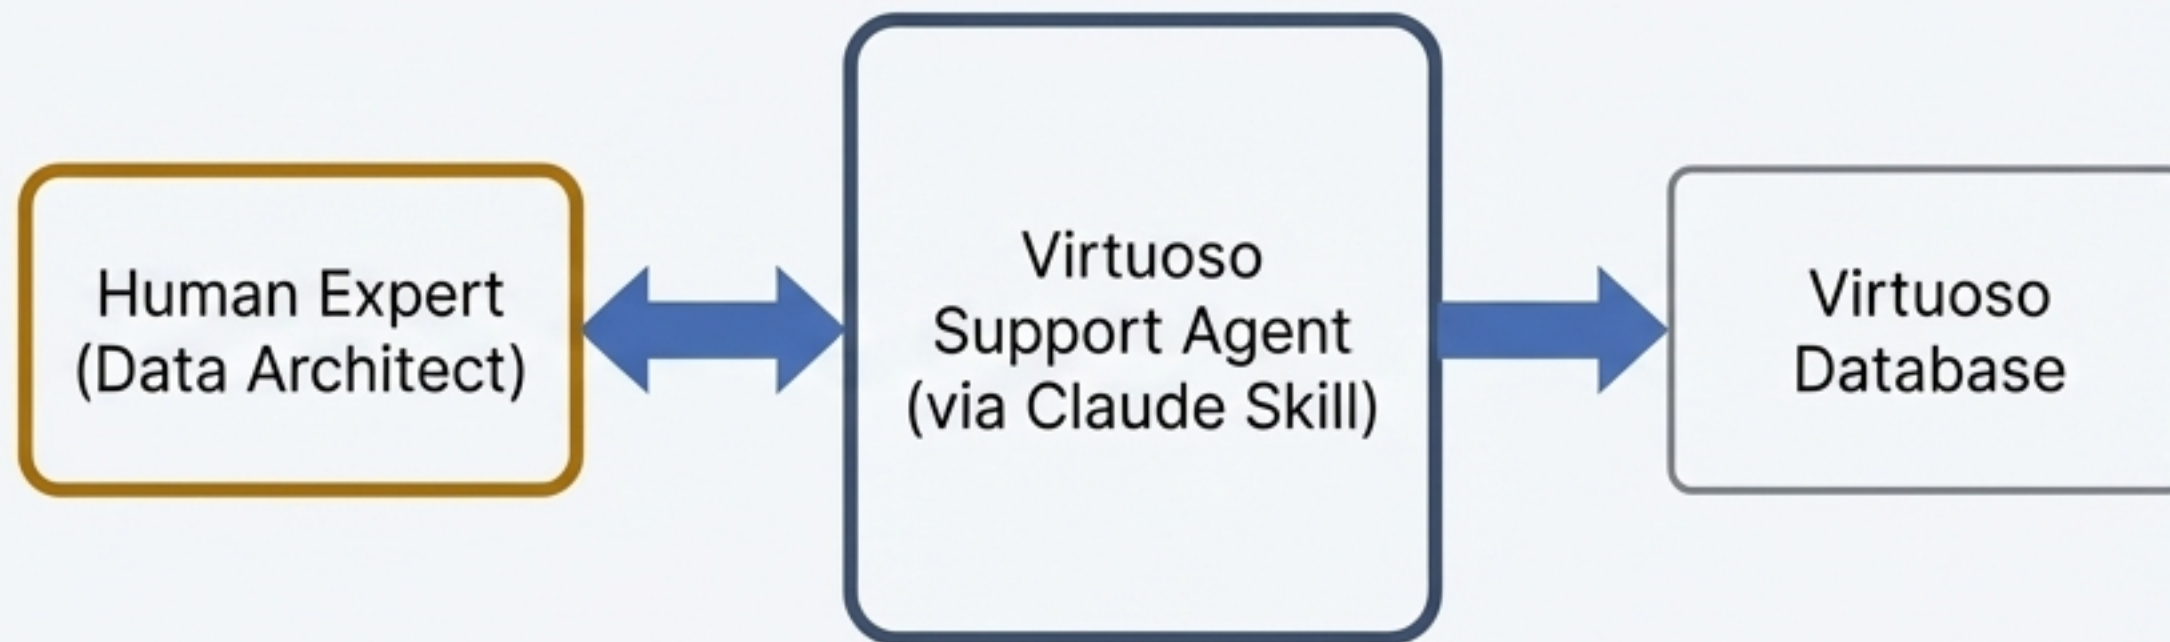 Human Expert
(Data Architect)
Virtuoso
Support Agent
(via Claude Skill)
Virtuoso
Database